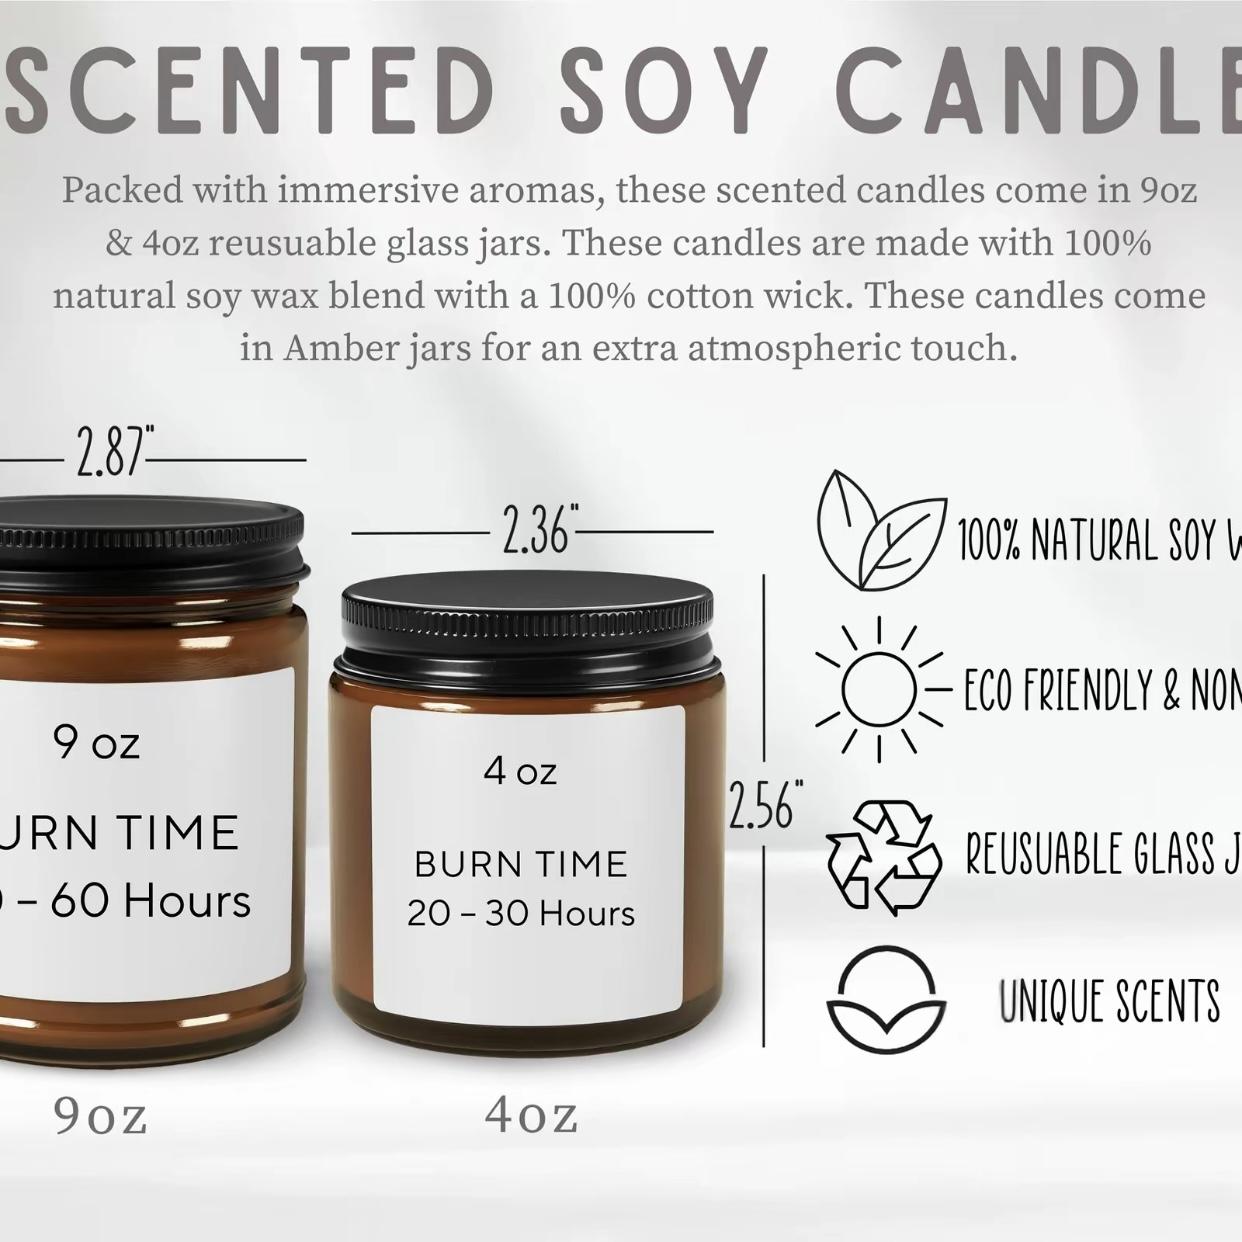 SCENTED SOY CANDLE
Packed with immersive aromas, these scented candles come in 9oz
& 4oz reusuable glass jars. These candles are made with 100%
natural soy wax blend with a 100% cotton wick. These candles come
in Amber jars for an extra atmospheric touch.
2.87"
2.36"
9 oz
URN TIME
– 60 Hours
4 oz
BURN TIME
20 – 30 Hours
2.56"
100% NATURAL SOY
ECO FRIENDLY & NON
REUSUABLE GLASS J
UNIQUE SCENTS
9oz
4oz